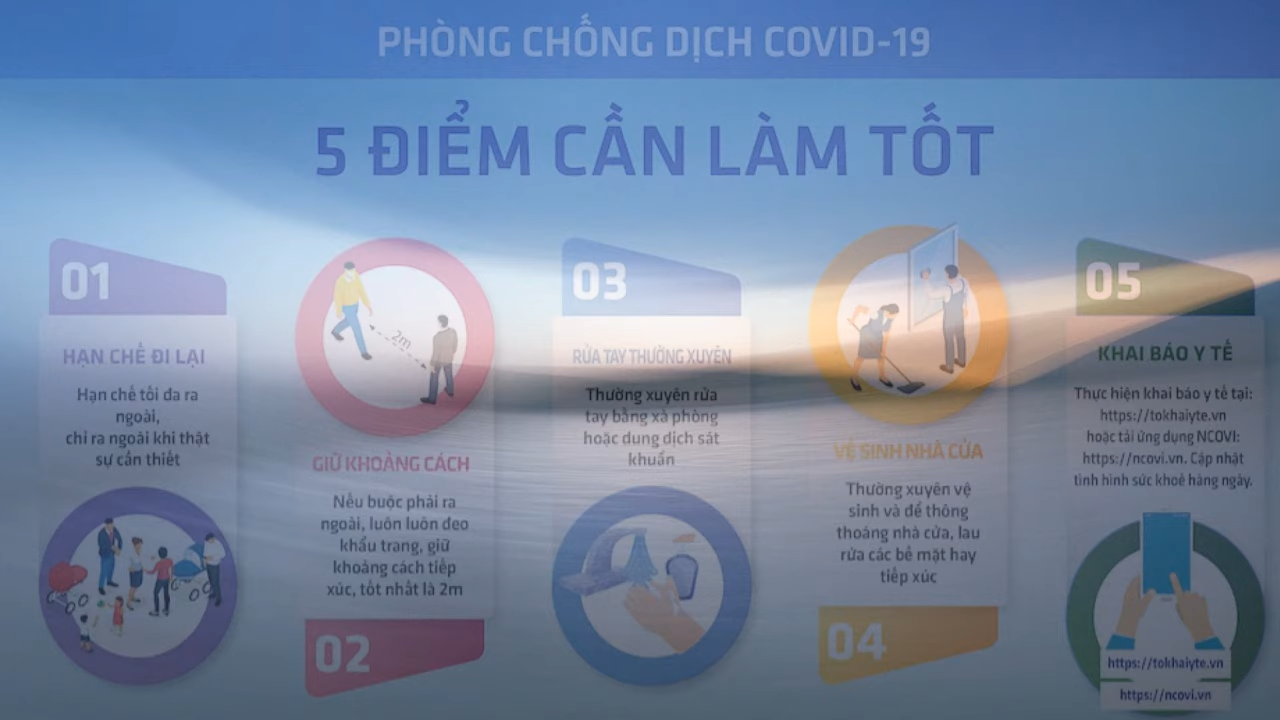 PHÒNG CHỐNG DỊCH COVID-19
5 ĐIỂM CẦN LÀM TỐT
01
HẠN CHẾ ĐI LẠI
Hạn chế tối đa ra
ngoài,
chỉ ra ngoài khi thật
sự cần thiết
2m
GIỮ KHOẢNG CÁCH
Nếu buộc phải ra
ngoài, luôn luôn đeo
khẩu trang, giữ
khoảng cách tiếp
xúc, tốt nhất là 2m
02
03
RỬA TAY THƯỜNG XUYÊN
Thường xuyên rửa
tay bằng xà phòng
hoặc dung dịch sát
khuẩn
VỆ SINH NHÀ CỬA
Thường xuyên vệ
sinh và để thông
thoáng nhà cửa, lau
rửa các bề mặt hay
tiếp xúc
04
05
KHAI BÁO Y TẾ
Thực hiện khai báo y tế tại:
https://tokhaiyte.vn
hoặc tải ứng dụng NCOVI:
https://ncovi.vn. Cập nhật
tình hình sức khoẻ hàng ngày.
https://tokhaiyte.vn
https://ncovi.vn